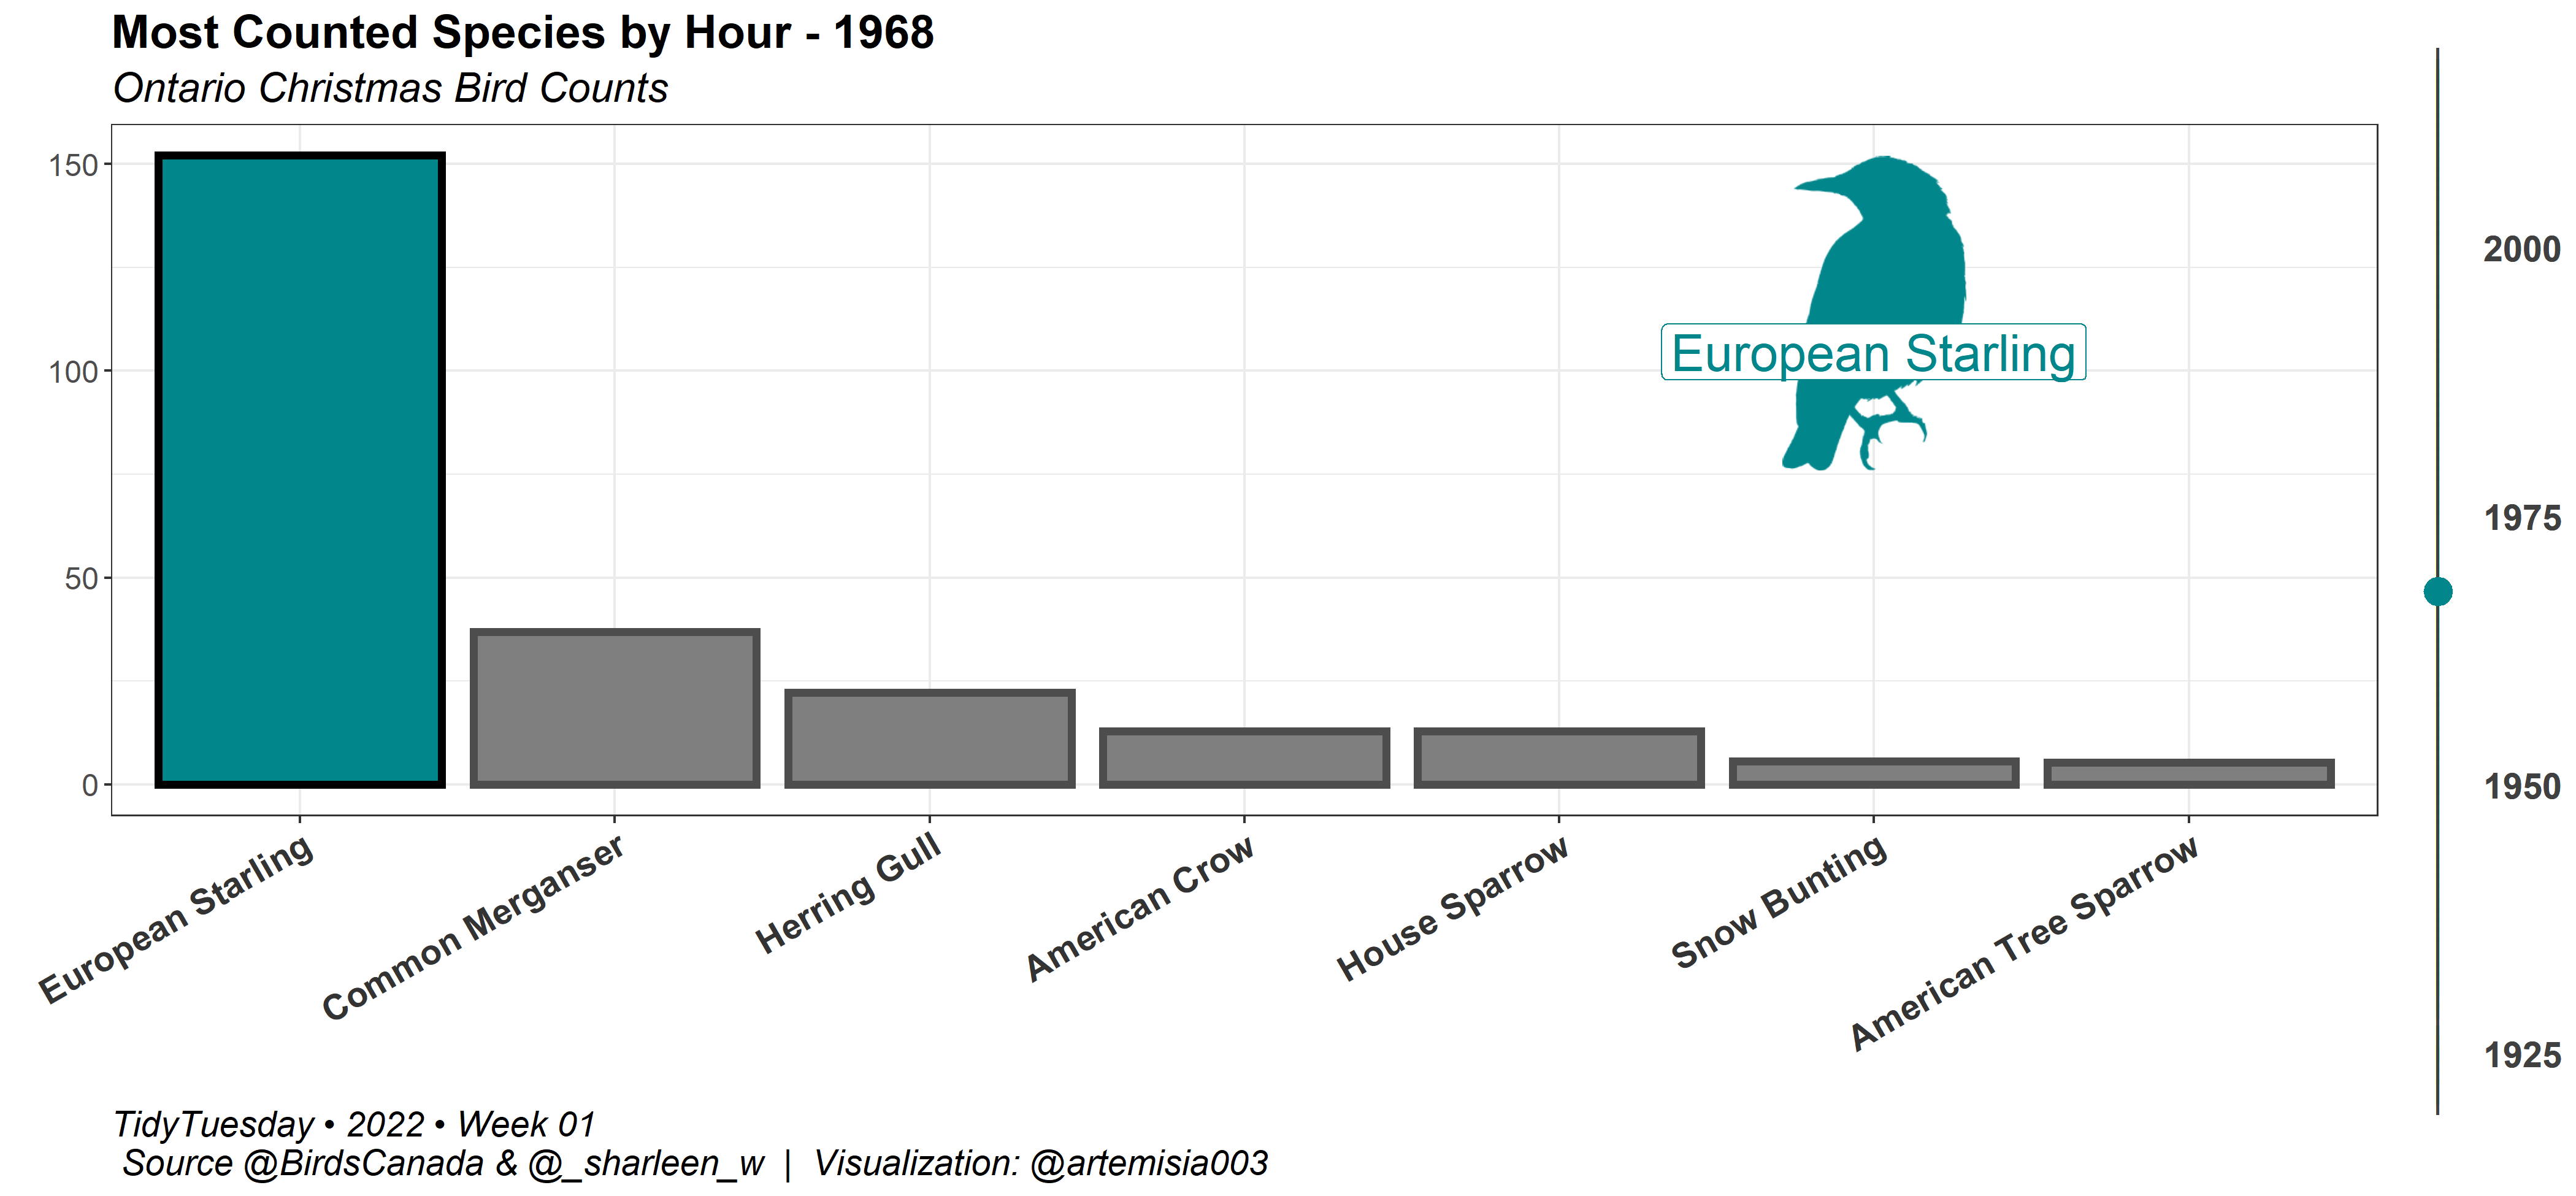 Most Counted Species by Hour - 1968
Ontario Christmas Bird Counts
150
100
50
0
European Starling
2000
1975
1950
1925
European Starling
Common Merganser
Herring Gull
American Crow
House Sparrow
Snow Bunting
American Tree Sparrow
TidyTuesday • 2022 • Week 01
Source @BirdsCanada & @_sharleen_w | Visualization: @artemisia003